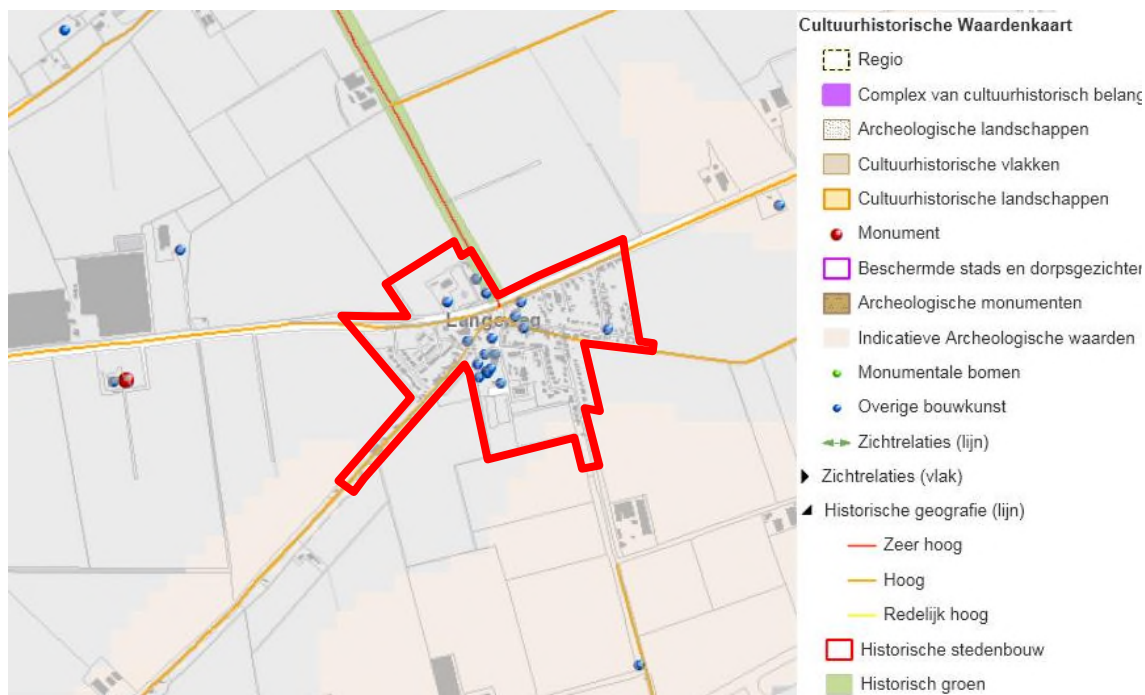 Langeweg
Cultuurhistorische Waardenkaart
Regio
Complex van cultuurhistorisch belang
Archeologische landschappen
Cultuurhistorische vlakken
Cultuurhistorische landschappen
Monument
Beschermde stads en dorpsgezichten
Archeologische monumenten
Indicatieve Archeologische waarden
Monumentale bomen
Overige bouwkunst
Zichtrelaties (lijn)
Zichtrelaties (vlak)
Historische geografie (lijn)
Zeer hoog
Hoog
Redelijk hoog
Historische stedenbouw
Historisch groen